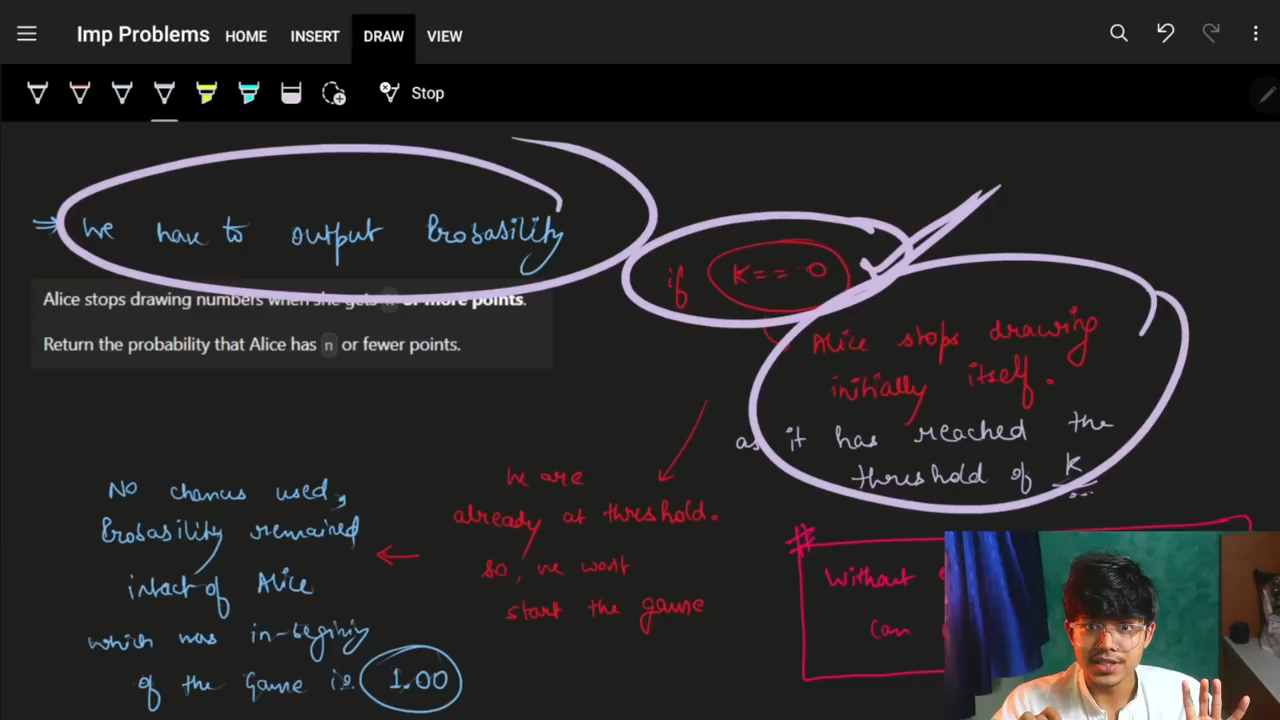 Imp Problems HOME INSERT DRAW VIEW
Stop
We have to output Probability
if K== 0
Alice stops drawing numbers when she gets k or more points.
Return the probability that Alice has n or fewer points.
Alice stops drawing
initially itself.
as it has reached the
threshold of K
We are
already at threshold.
so, we won't
start the game
No chances used,
Probability remained
intact of Alice
which was in-begining
of the Game is 1.00
#
Without
can